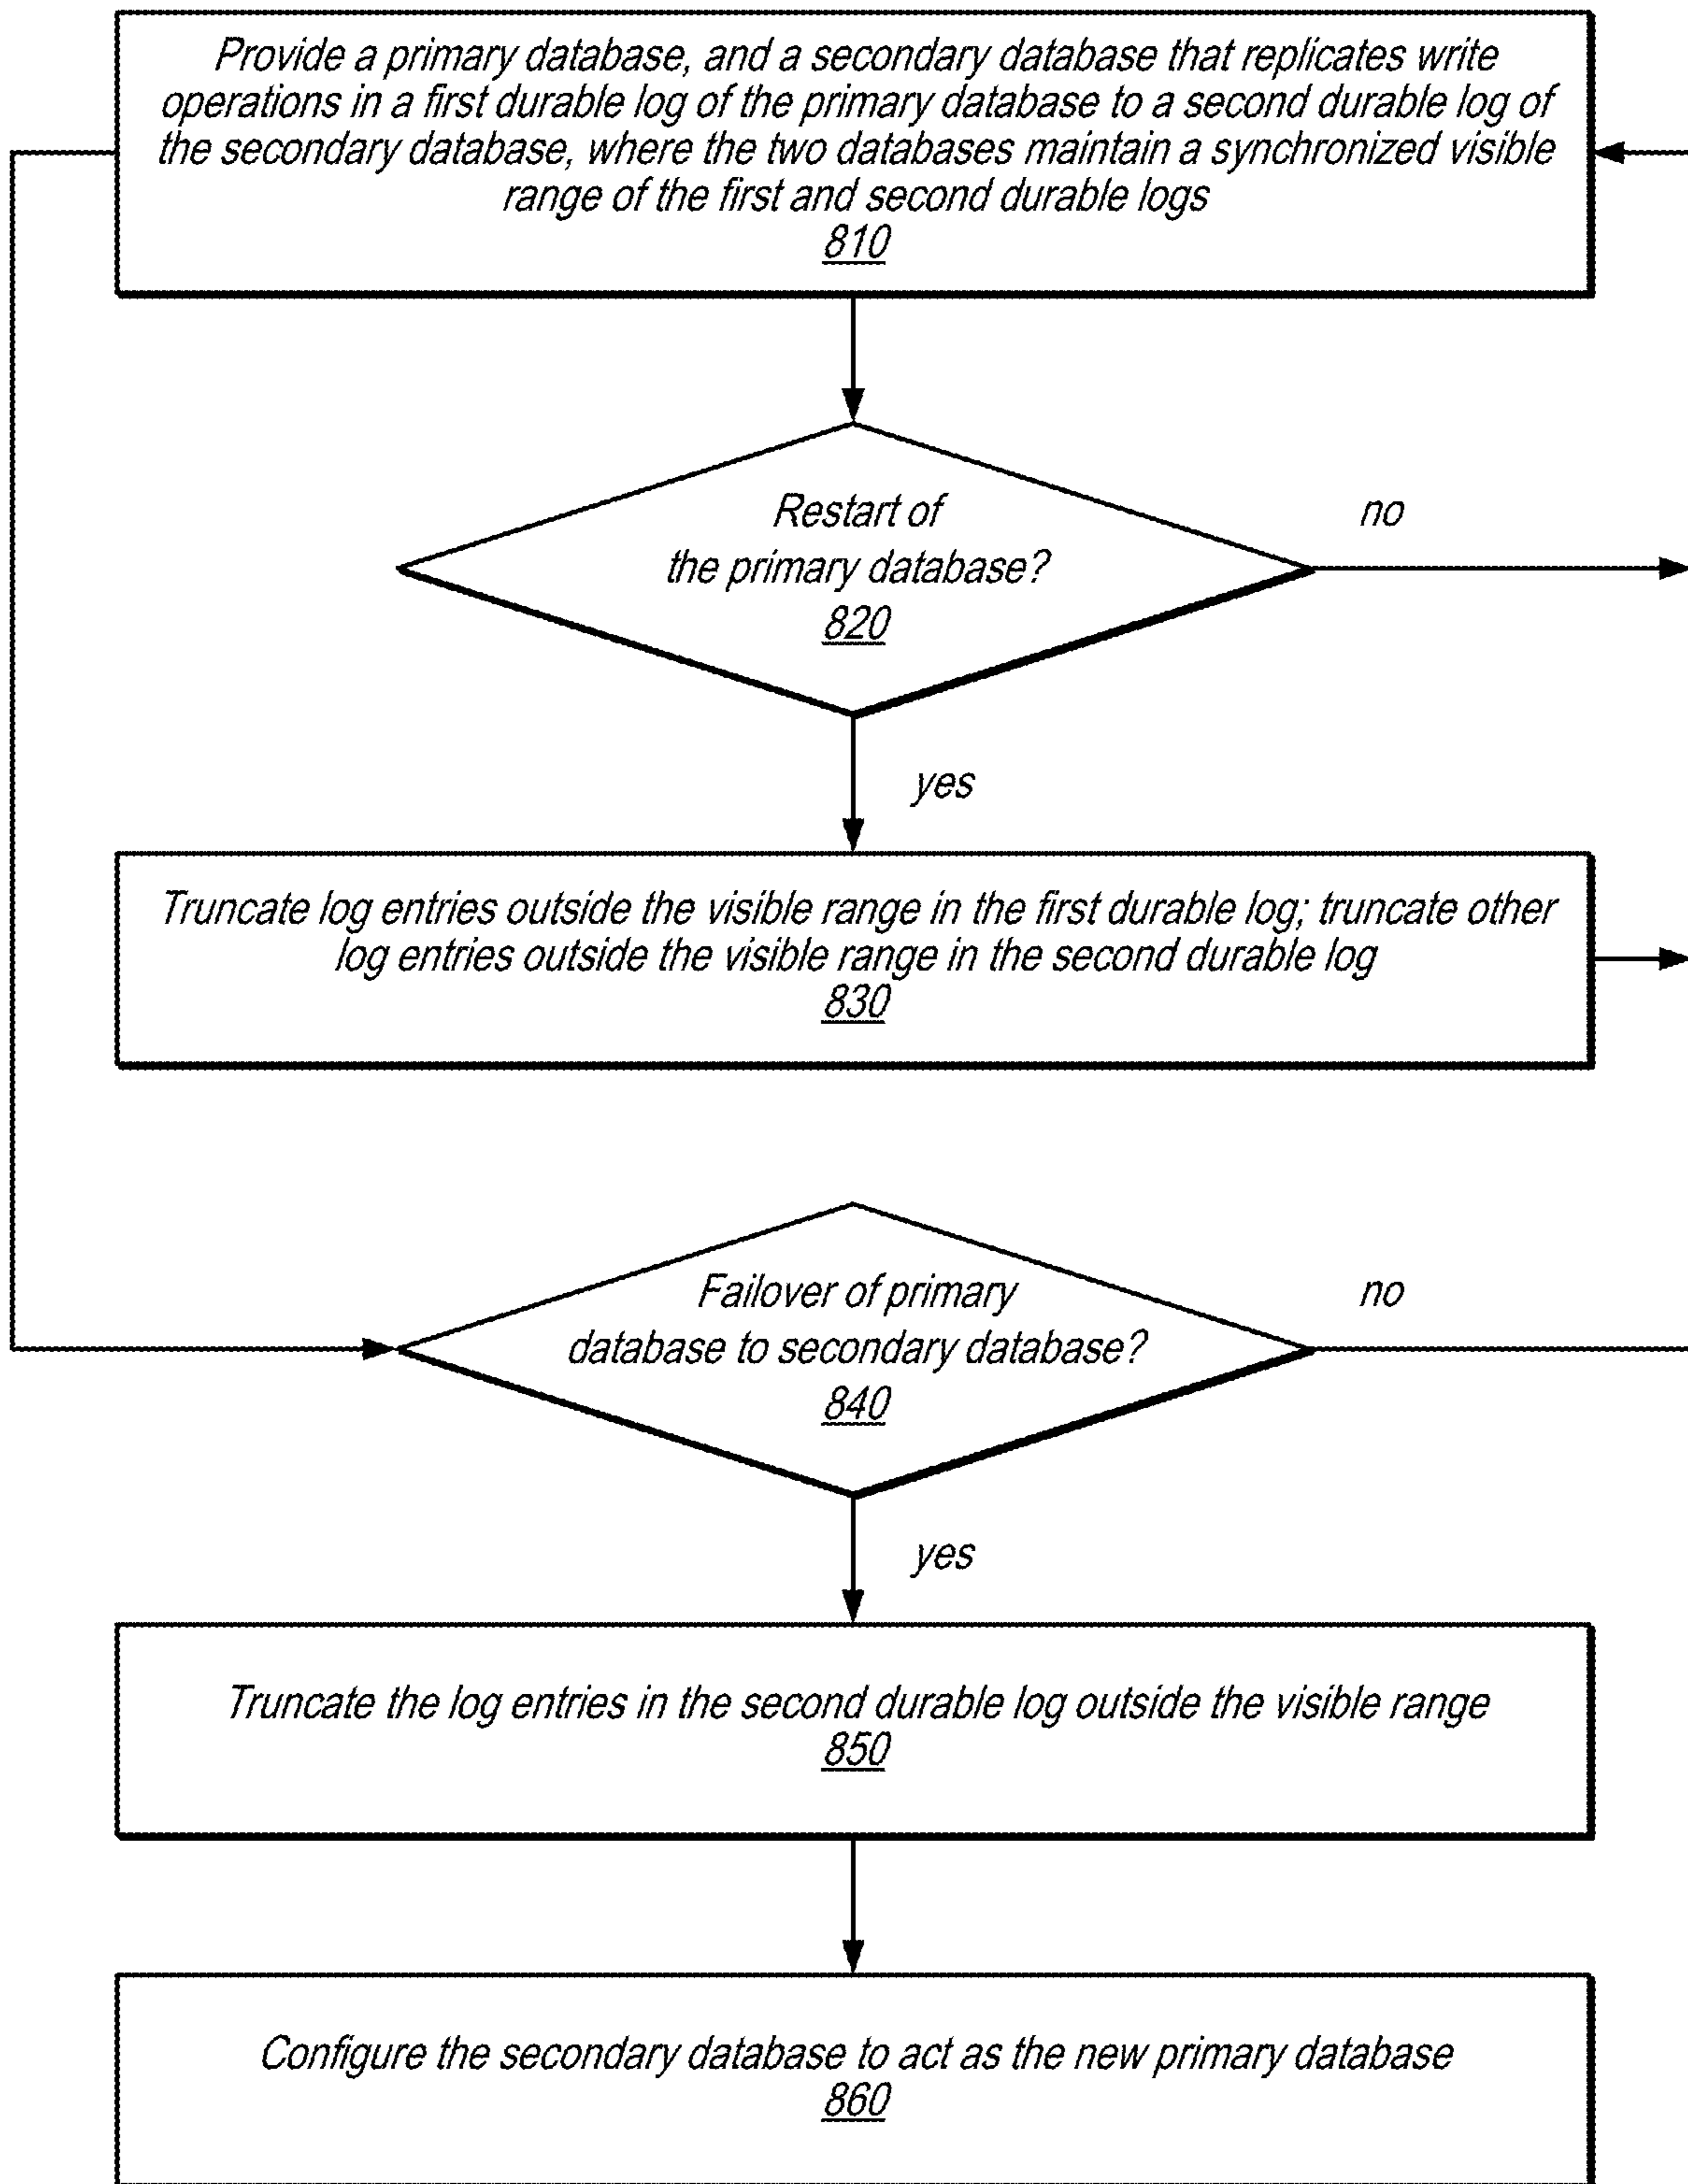 Provide a primary database, and a secondary database that replicates write
operations in a first durable log of the primary database to a second durable log of
the secondary database, where the two databases maintain a synchronized visible
range of the first and second durable logs
810
Restart of
the primary database?
820
no
yes
Truncate log entries outside the visible range in the first durable log; truncate other
log entries outside the visible range in the second durable log
830
Failover of primary
database to secondary database?
840
no
yes
Truncate the log entries in the second durable log outside the visible range
850
Configure the secondary database to act as the new primary database
860